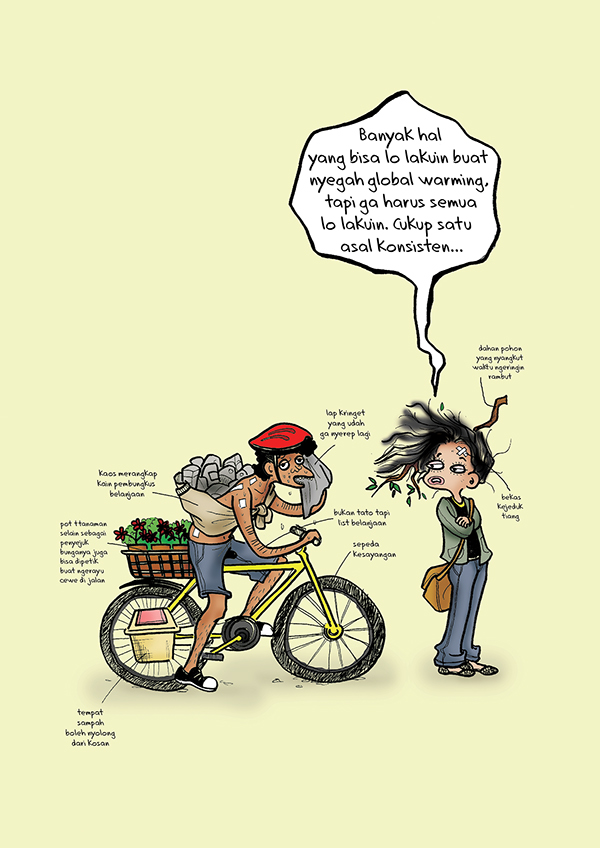 Banyak hal
yang bisa lo lakuin buat
nyegah global warming,
tapi ga harus semua
lo lakuin. Cukup satu
asal konsisten...
dahan pohon
yang nyangkut
waktu ngeringin
rambut
lap kringet
yang udah
ga nyerep lagi
kaos merangkap
kain pembungkus
belanjaan
bekas
kejeduk
tiang
bukan tato tapi
list belanjaan
pot ttanaman
selain sebagai
penyejuk
bunganya juga
bisa dipetik
buat ngerayu
cewe di jalan
sepeda
kesayangan
tempat
sampah
boleh nyolong
dari kosan